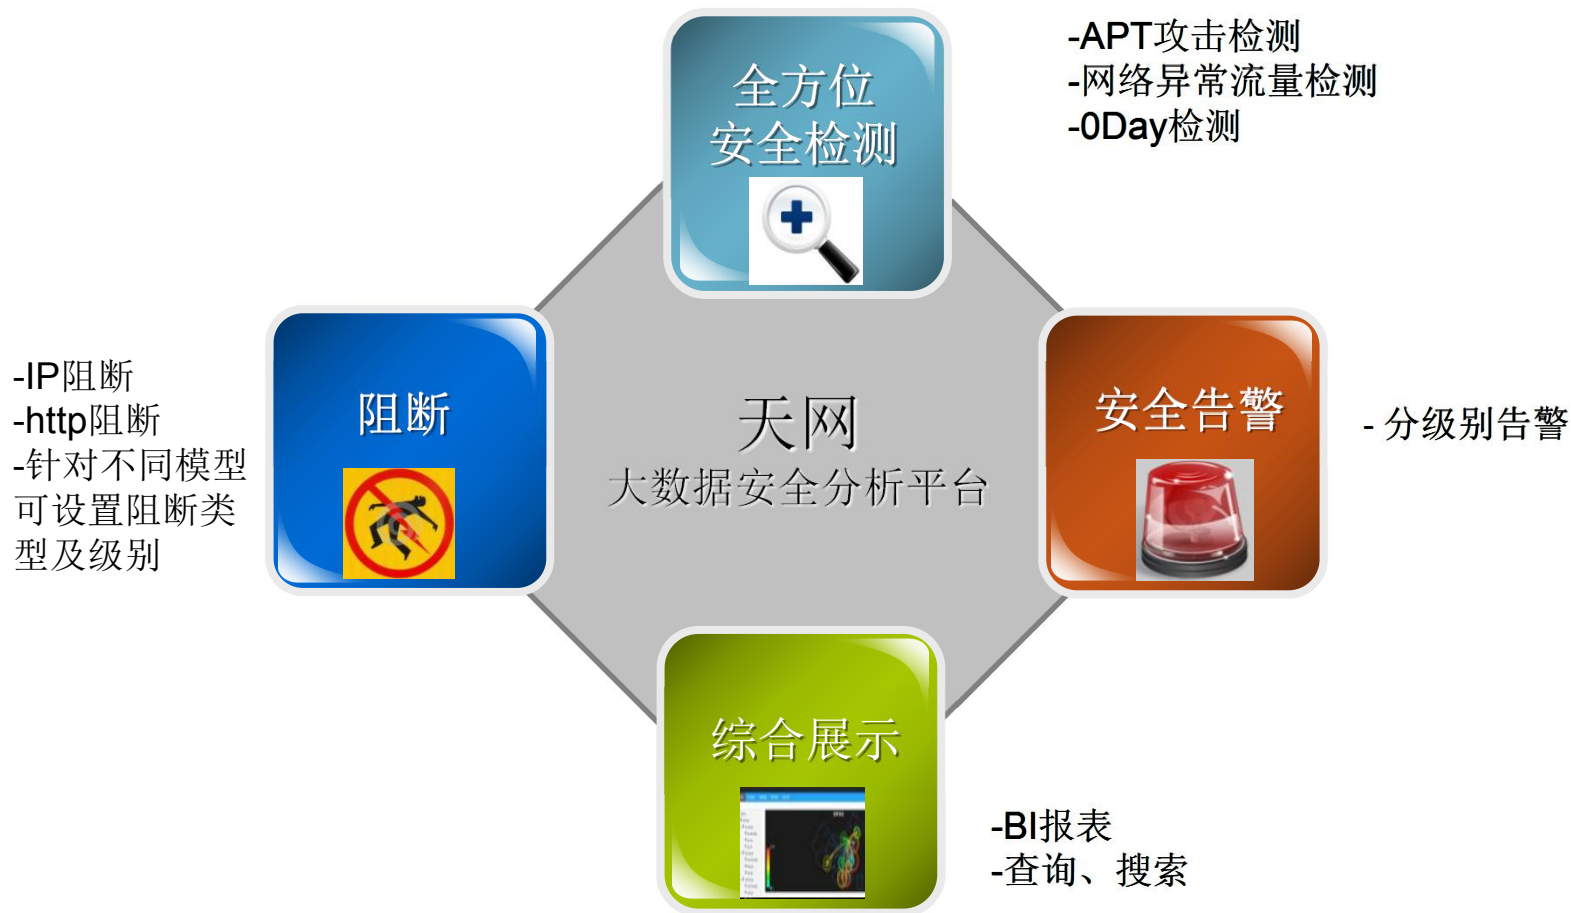 全方位
安全检测
-APT攻击检测
-网络异常流量检测
-0Day检测
阻断
-IP阻断
-http阻断
-针对不同模型
可设置阻断类
型及级别
天网
大数据安全分析平台
安全告警
- 分级别告警
综合展示
-BI报表
-查询、搜索